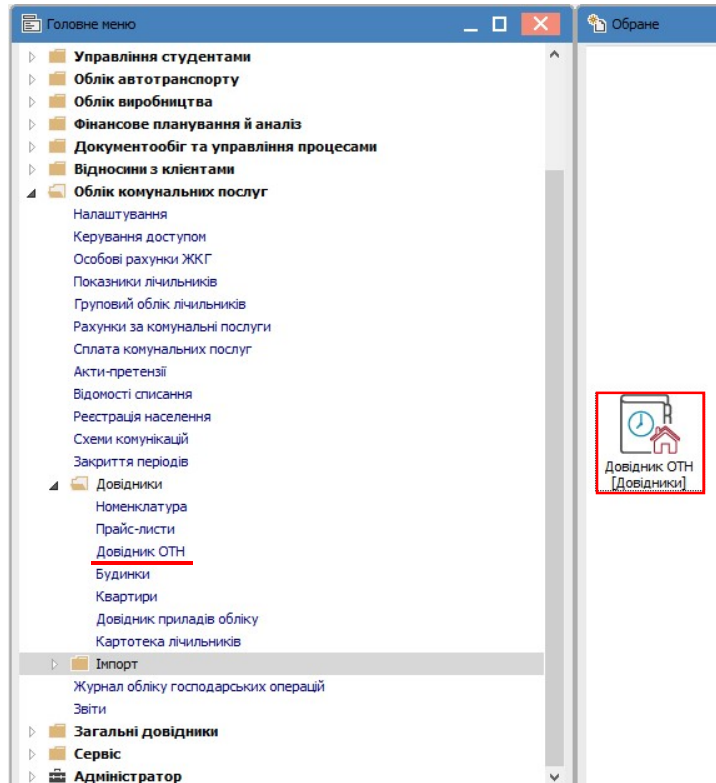 Головне меню
Управління студентами
Облік автотранспорту
Облік виробництва
Фінансове планування й аналіз
Документообіг та управління процесами
Відносини з клієнтами
Облік комунальних послуг
Налаштування
Керування доступом
Особові рахунки ЖКГ
Показники лічильників
Груповий облік лічильників
Рахунки за комунальні послуги
Сплата комунальних послуг
Акти-претензії
Відомості списання
Реєстрація населення
Схеми комунікацій
Закриття періодів
Довідники
Номенклатура
Прайс-листи
Довідник ОТН
Будинки
Квартири
Довідник приладів обліку
Картотека лічильників
Імпорт
Журнал обліку господарських операцій
Звіти
Загальні довідники
Сервіс
Адміністратор
Обране
Довідник ОТН
[Довідники]